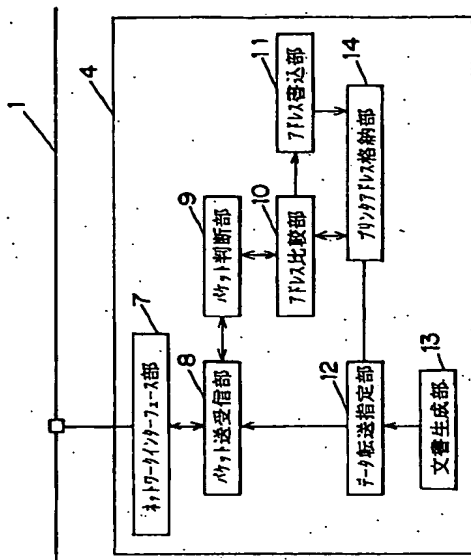 1
4
ネットワークインターフェース部
7
パケット送受信部
8
パケット判断部
9
アドレス比較部
10
アドレス書込部
11
データ転送指定部
12
文書生成部
13
プリンタアドレス格納部
14